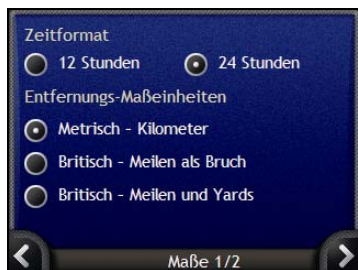 Zeitformat
12 Stunden 24 Stunden
Entfernungs-Maßeinheiten
Metrisch - Kilometer
Britisch - Meilen als Bruch
Britisch - Meilen und Yards
Maße 1/2